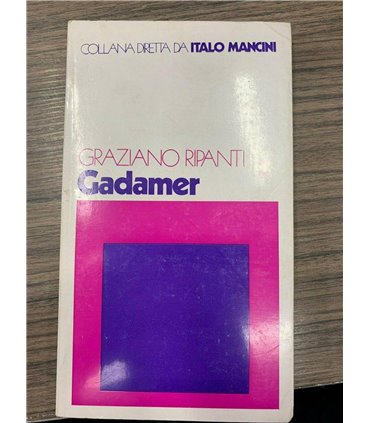 COLLANA DIRETTA DA ITALO MANCINI
GRAZIANO RIPANTI
Gadamer